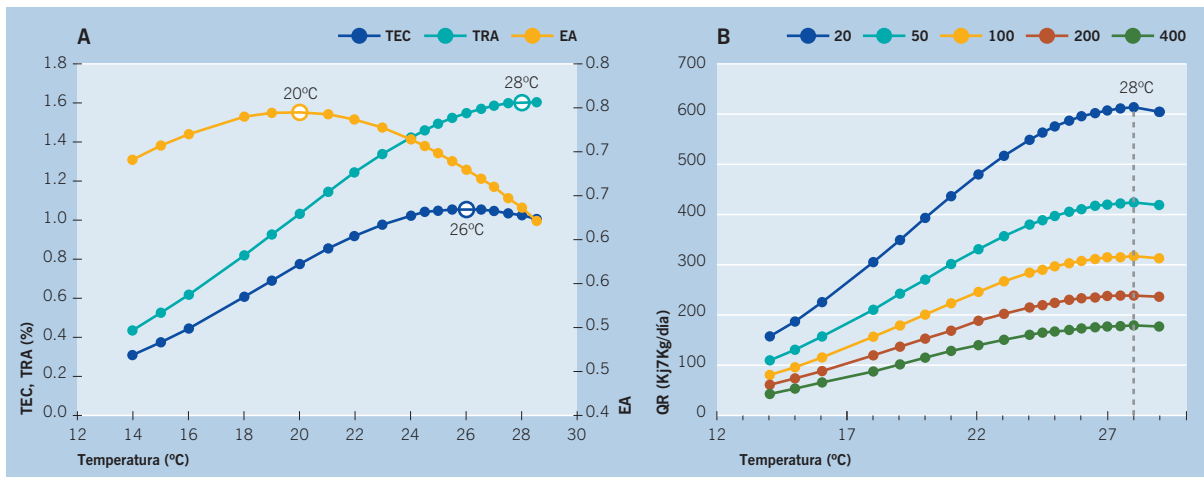 A
TEC TRA EA
1.8
1.6
1.4
1.2
1.0
0.8
0.6
0.4
0.2
0.0
TEC, TRA (%)
20ºC
28ºC
26ºC
0.8
0.8
0.7
0.7
0.6
0.6
0.5
0.5
0.4
EA
12 14 16 18 20 22 24 26 28 30
Temperatura (ºC)
B
20 50 100 200 400
700
600
500
400
300
200
100
0
QR (Kj7Kg/día)
28ºC
12 17 22 27
Temperatura (ºC)